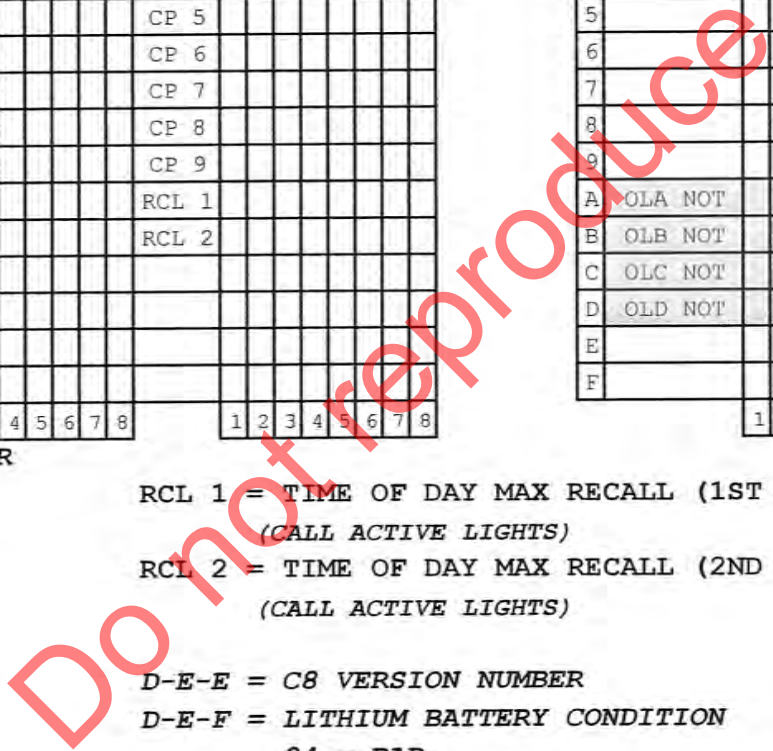 CP 5
CP 6
CP 7
CP 8
CP 9
RCL 1
RCL 2
4 5 6 7 8
1 2 3 4 5 6 7 8
R
5
6
7
8
9
A OLA NOT
B OLB NOT
C OLC NOT
D OLD NOT
E
F
1
RCL 1 = TIME OF DAY MAX RECALL (1ST
(CALL ACTIVE LIGHTS)
RCL 2 = TIME OF DAY MAX RECALL (2ND
(CALL ACTIVE LIGHTS)
D-E-E = C8 VERSION NUMBER
D-E-F = LITHIUM BATTERY CONDITION
Do not reproduce